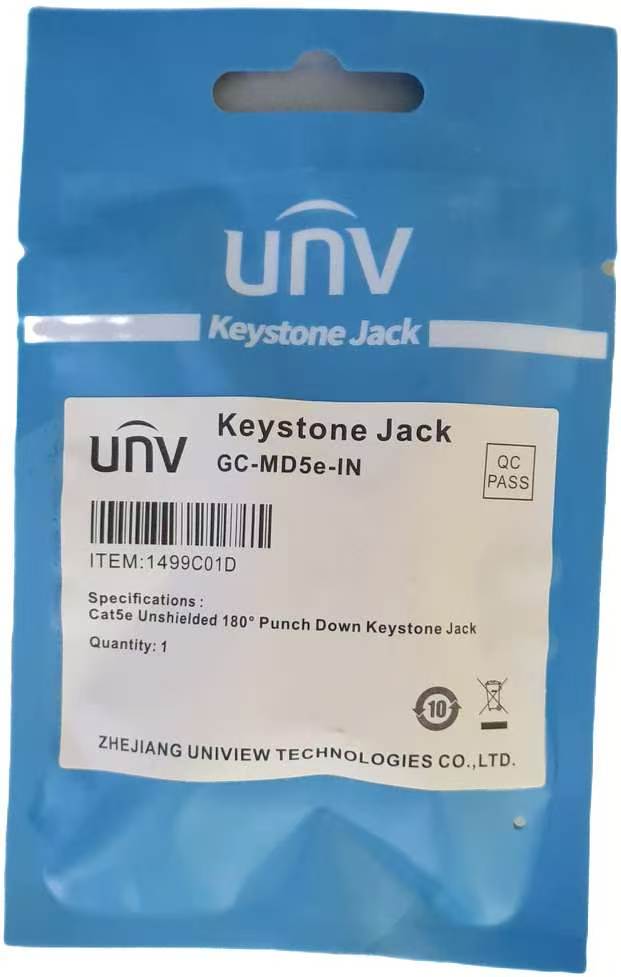 unv
Keystone Jack
unv
Keystone Jack
GC-MD5e-IN
QC
PASS
ITEM:1499C01D
Specifications:
Cat5e Unshielded 180° Punch Down Keystone Jack
Quantity: 1
10
ZHEJIANG UNIVIEW TECHNOLOGIES CO.,LTD.